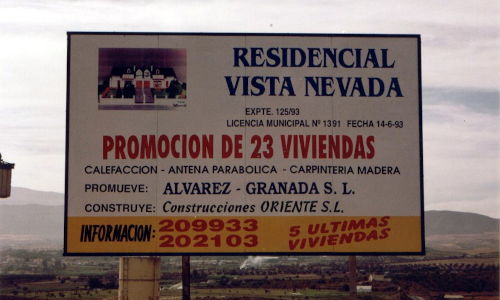 RESIDENCIAL
VISTA NEVADA
EXPTE. 125/93
LICENCIA MUNICIPAL Nº 1391 FECHA 14-6-93
PROMOCION DE 23 VIVIENDAS
CALEFACCION - ANTENA PARABOLICA - CARPINTERIA MADERA
PROMUEVE: ALVAREZ - GRANADA S. L.
CONSTRUYE: Construcciones ORIENTE S.L.
INFORMACION: 209933
202103
5 ULTIMAS
VIVIENDAS